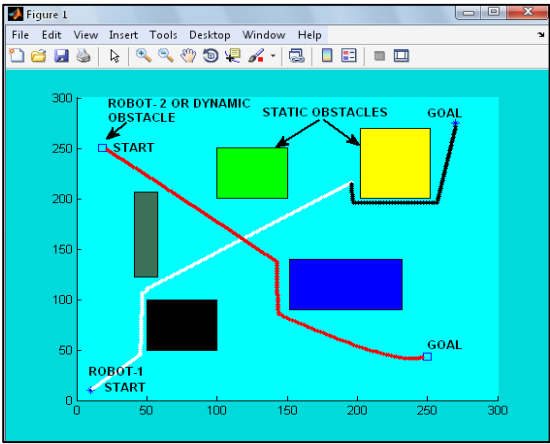 Figure 1
File Edit View Insert Tools Desktop Window Help
300
ROBOT-2 OR DYNAMIC
OBSTACLE
STATIC OBSTACLES
GOAL
250
START
200
150
100
50
GOAL
ROBOT-1
START
0
0 50 100 150 200 250 300